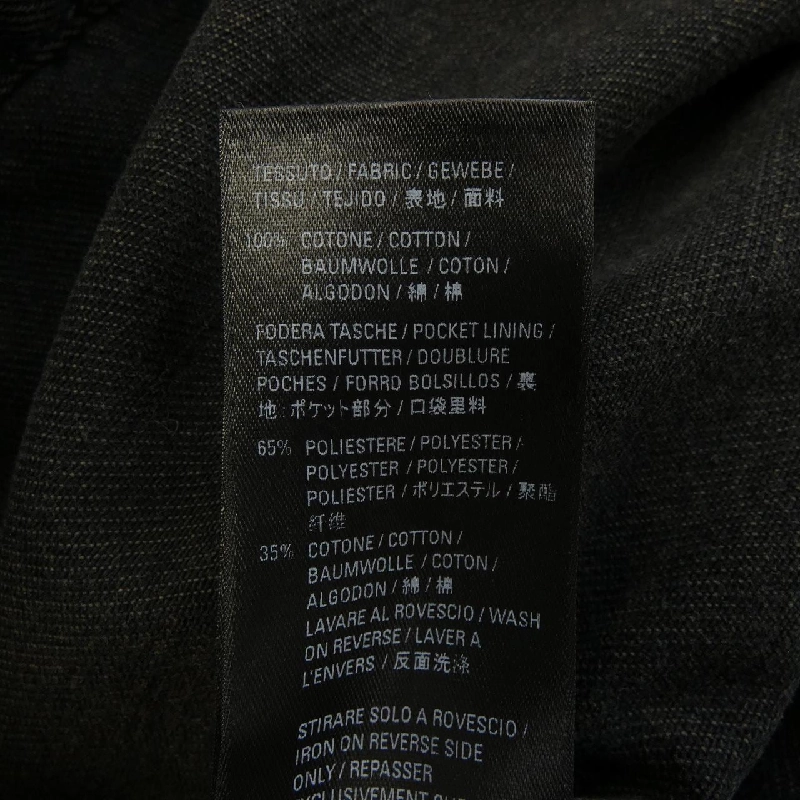 TESSUTO / FABRIC / GEWEBE /
TISSU / TEJIDO / 表地 / 面料
100% COTONE / COTTON /
BAUMWOLLE / COTON /
ALGODON / 綿 / 棉
FODERA TASCHE / POCKET LINING /
TASCHENFUTTER / DOUBLURE
POCHES / FORRO BOLSILLOS / 裏
地:ポケット部分 / 口袋里料
65% POLIESTERE / POLYESTER /
POLYESTER / POLYESTER /
POLIESTER / ポリエステル / 聚酯
纤维
35% COTONE / COTTON /
BAUMWOLLE / COTON /
ALGODON / 綿 / 棉
LAVARE AL ROVESCIO / WASH
ON REVERSE / LAVER A
L'ENVERS / 反面洗涤
STIRARE SOLO A ROVESCIO /
IRON ON REVERSE SIDE
ONLY / REPASSER
EXCLUSIVEMENT